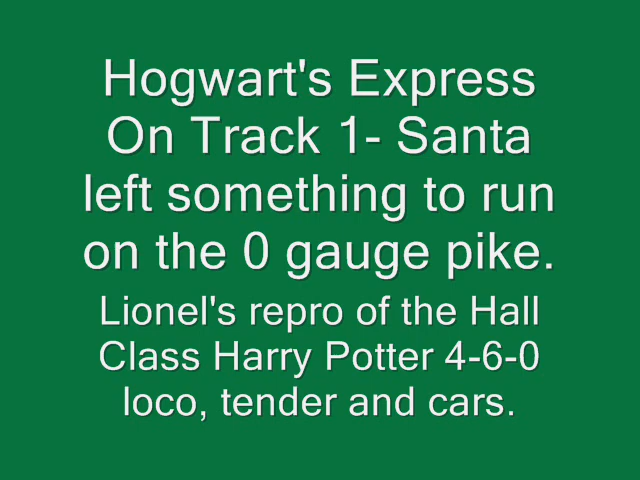 Hogwart's Express
On Track 1- Santa
left something to run
on the 0 gauge pike.
Lionel's repro of the Hall
Class Harry Potter 4-6-0
loco, tender and cars.